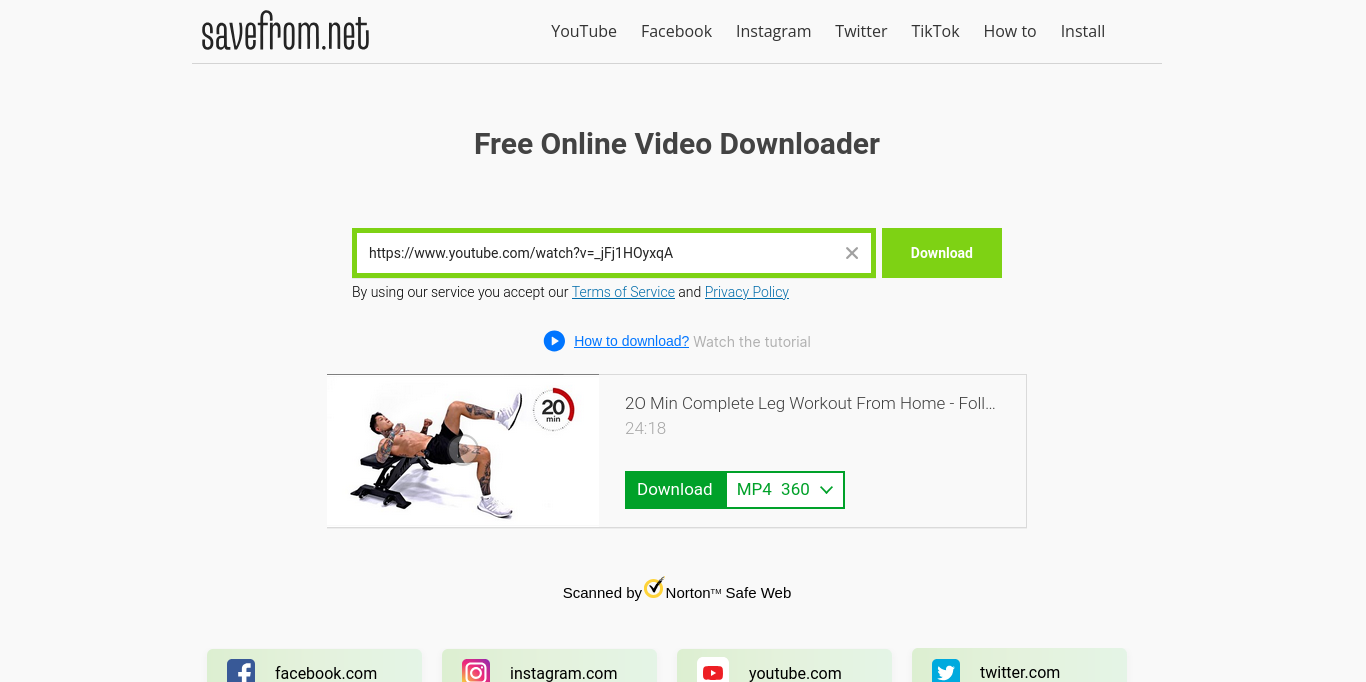 savefrom.net
YouTube Facebook Instagram Twitter TikTok How to Install
Free Online Video Downloader
https://www.youtube.com/watch?v=_jFj1HOyxqA
Download
By using our service you accept our Terms of Service and Privacy Policy
How to download? Watch the tutorial
20
min
2O Min Complete Leg Workout From Home - Foll...
24:18
Download MP4 360
Scanned by Norton™ Safe Web
facebook.com instagram.com youtube.com twitter.com